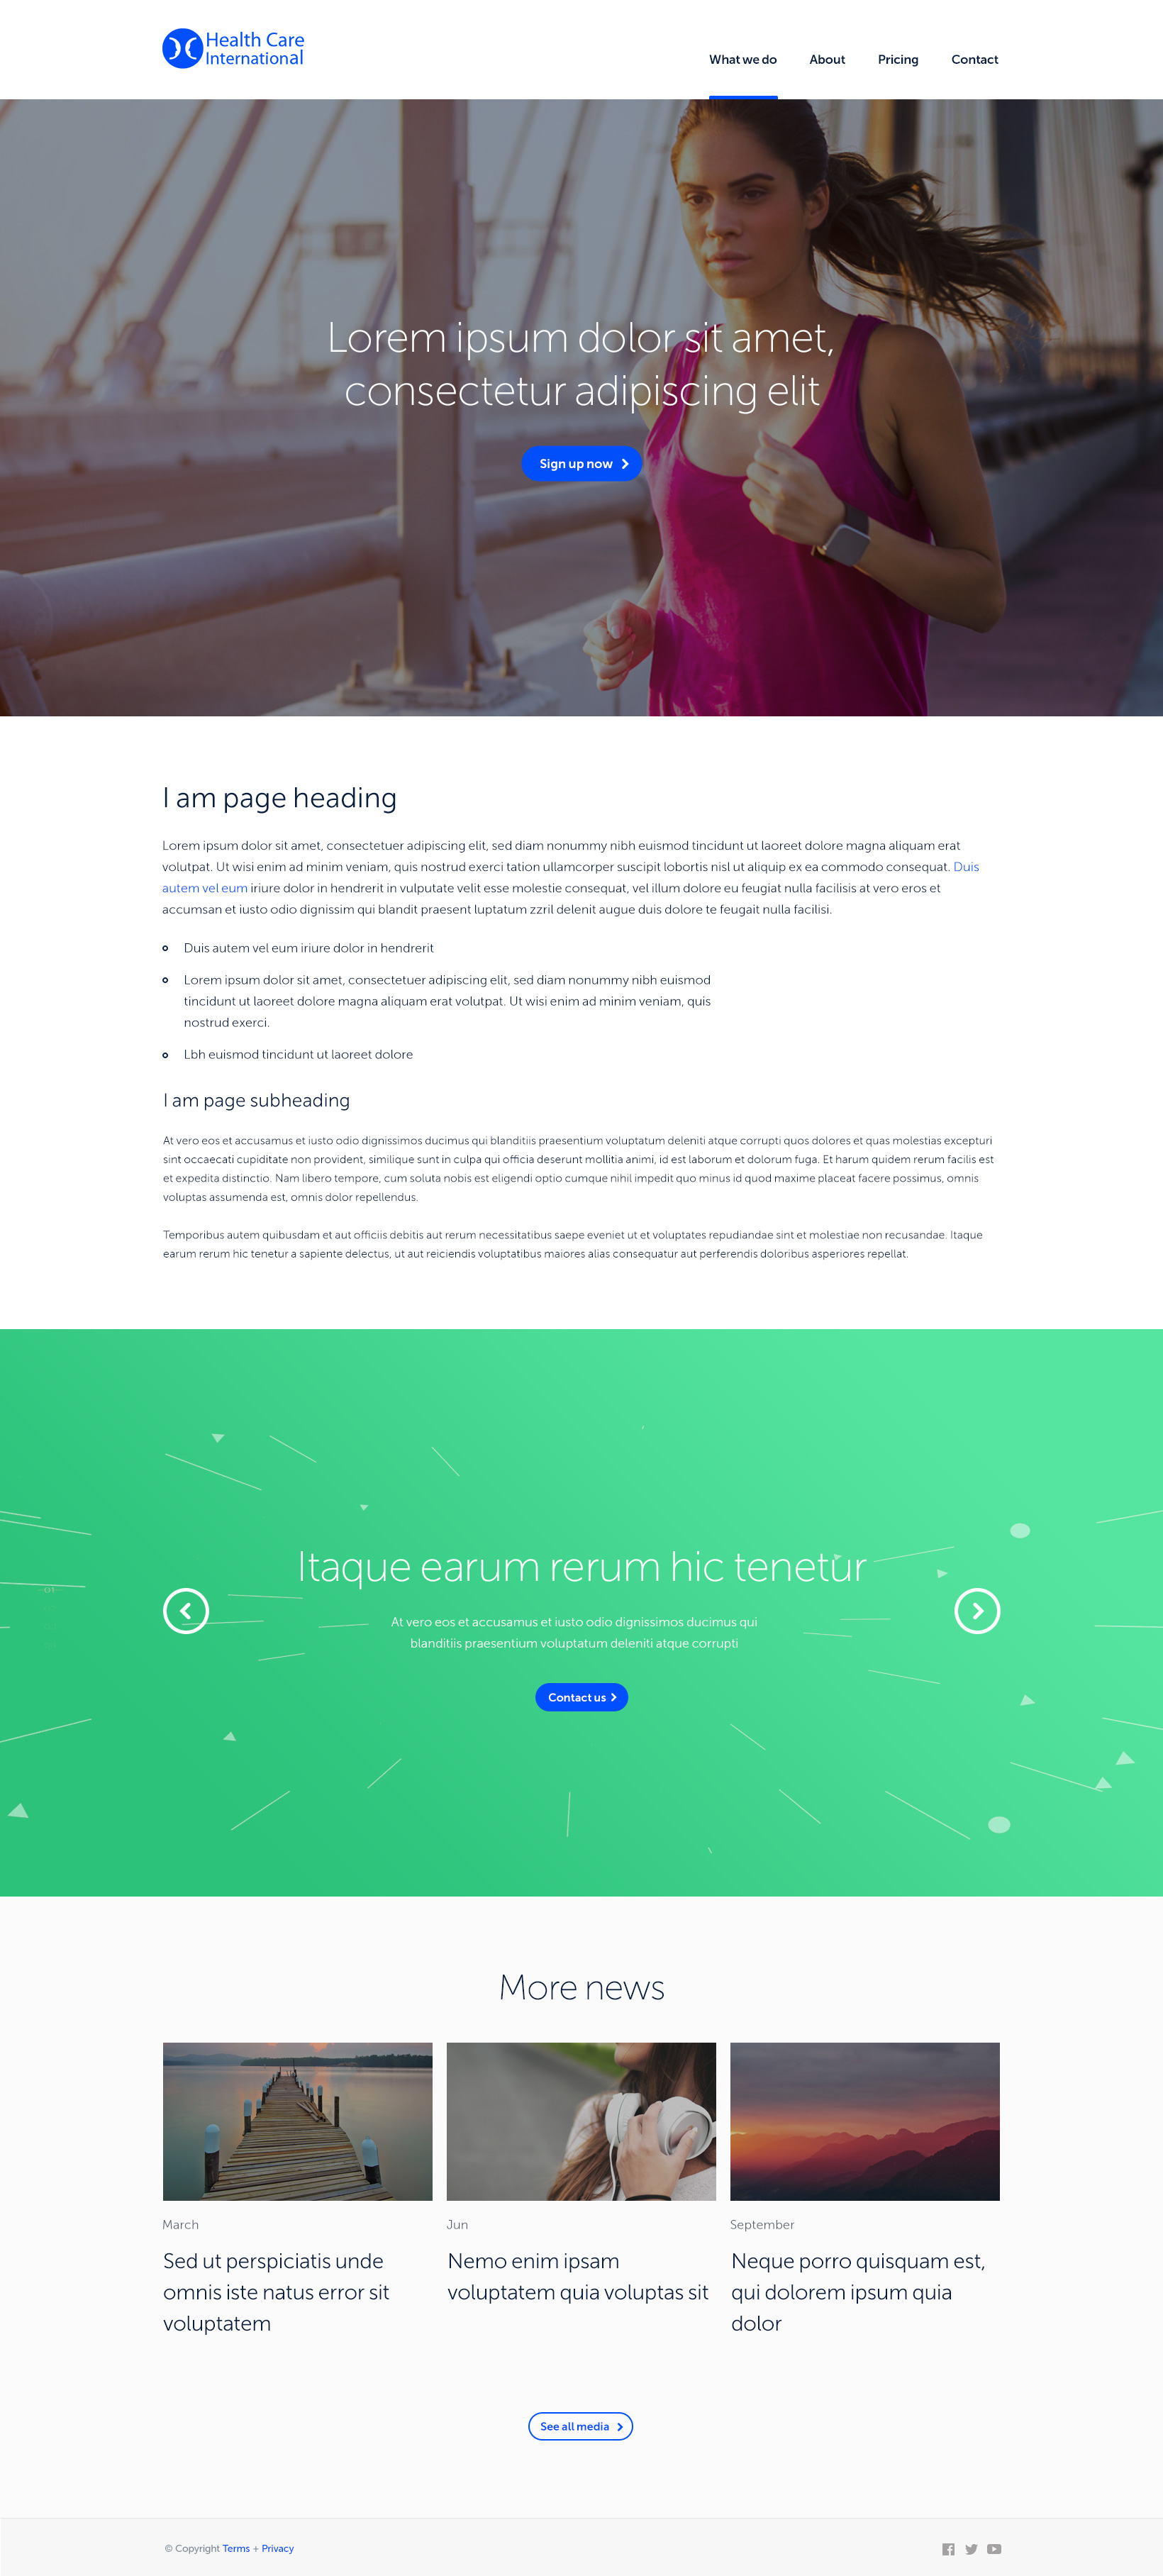 Health Care
International
What we do
About
Pricing
Contact
Lorem ipsum dolor sit amet,
consectetur adipiscing elit
Sign up now
I am page heading
Lorem ipsum dolor sit amet, consectetuer adipiscing elit, sed diam nonummy nibh euismod tincidunt ut laoreet dolore magna aliquam erat
volutpat. Ut wisi enim ad minim veniam, quis nostrud exerci tation ullamcorper suscipit lobortis nisl ut aliquip ex ea commodo consequat. Duis
autem vel eum iriure dolor in hendrerit in vulputate velit esse molestie consequat, vel illum dolore eu feugiat nulla facilisis at vero eros et
accumsan et iusto odio dignissim qui blandit praesent luptatum zzril delenit augue duis dolore te feugait nulla facilisi.
Duis autem vel eum iriure dolor in hendrerit
Lorem ipsum dolor sit amet, consectetuer adipiscing elit, sed diam nonummy nibh euismod
tincidunt ut laoreet dolore magna aliquam erat volutpat. Ut wisi enim ad minim veniam, quis
nostrud exerci.
Lbh euismod tincidunt ut laoreet dolore
I am page subheading
At vero eos et accusamus et iusto odio dignissimos ducimus qui blanditiis praesentium voluptatum deleniti atque corrupti quos dolores et quas molestias excepturi
sint occaecati cupiditate non provident, similique sunt in culpa qui officia deserunt mollitia animi, id est laborum et dolorum fuga. Et harum quidem rerum facilis est
et expedita distinctio. Nam libero tempore, cum soluta nobis est eligendi optio cumque nihil impedit quo minus id quod maxime placeat facere possimus, omnis
voluptas assumenda est, omnis dolor repellendus.
Temporibus autem quibusdam et aut officiis debitis aut rerum necessitatibus saepe eveniet ut et voluptates repudiandae sint et molestiae non recusandae. Itaque
earum rerum hic tenetur a sapiente delectus, ut aut reiciendis voluptatibus maiores alias consequatur aut perferendis doloribus asperiores repellat.
Itaque earum rerum hic tenetur
At vero eos et accusamus et iusto odio dignissimos ducimus qui
blanditiis praesentium voluptatum deleniti atque corrupti
Contact us
More news
March
Sed ut perspiciatis unde
omnis iste natus error sit
voluptatem
Jun
Nemo enim ipsam
voluptatem quia voluptas sit
September
Neque porro quisquam est,
qui dolorem ipsum quia
dolor
See all media
© Copyright Terms + Privacy